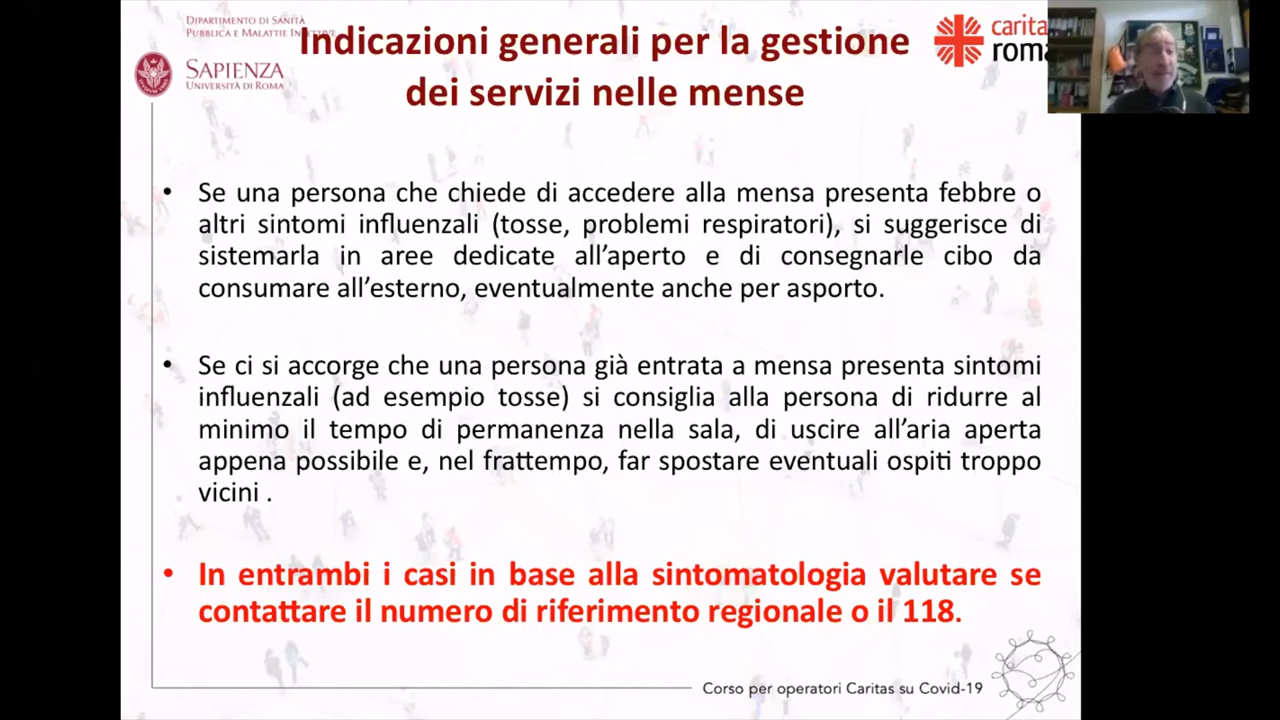 DIPARTIMENTO DI SANITÀ
PUBBLICA E MALATTIE INFETTIVE
SAPIENZA
UNIVERSITÀ DI ROMA
Indicazioni generali per la gestione
dei servizi nelle mense
carita
roma
• Se una persona che chiede di accedere alla mensa presenta febbre o
altri sintomi influenzali (tosse, problemi respiratori), si suggerisce di
sistemarla in aree dedicate all’aperto e di consegnarle cibo da
consumare all’esterno, eventualmente anche per asporto.
• Se ci si accorge che una persona già entrata a mensa presenta sintomi
influenzali (ad esempio tosse) si consiglia alla persona di ridurre al
minimo il tempo di permanenza nella sala, di uscire all’aria aperta
appena possibile e, nel frattempo, far spostare eventuali ospiti troppo
vicini .
• In entrambi i casi in base alla sintomatologia valutare se
contattare il numero di riferimento regionale o il 118.
Corso per operatori Caritas su Covid-19